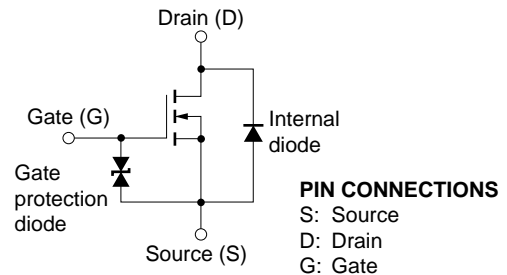 Drain (D)
Gate (G)
Internal
diode
Gate
protection
diode
Source (S)
PIN CONNECTIONS
S: Source
D: Drain
G: Gate